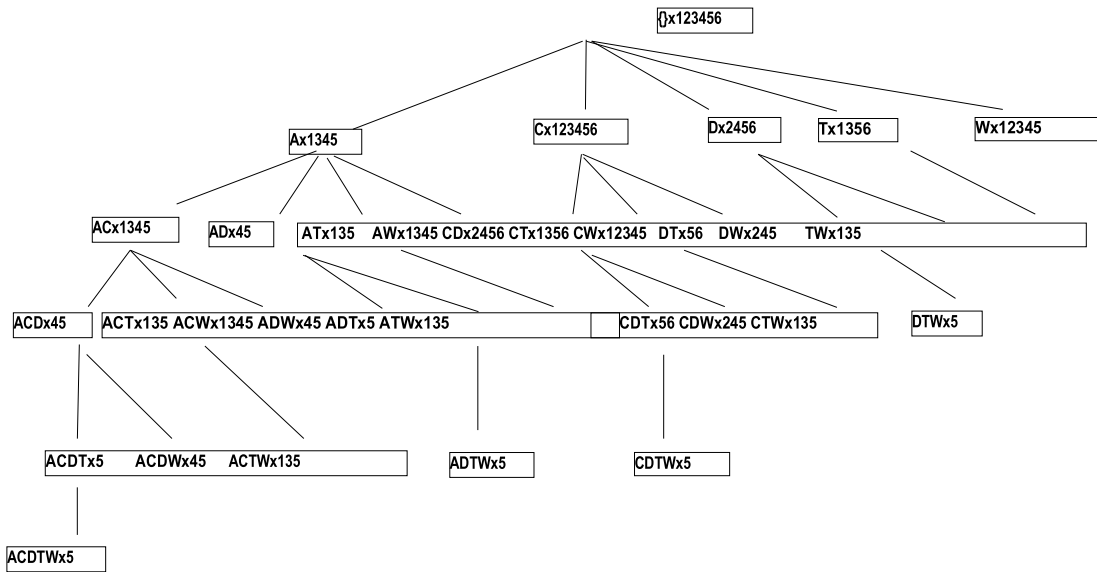 {}x123456
Ax1345
Cx123456
Dx2456
Tx1356
Wx12345
ACx1345
ADx45
ATx135 AWx1345 CDx2456 CTx1356 CWx12345 DTx56 DWx245 TWx135
ACDx45
ACTx135 ACWx1345 ADWx45 ADTx5 ATWx135
CDTx56 CDWx245 CTWx135
DTWx5
ACDTx5 ACDWx45 ACTWx135
ADTWx5
CDTWx5
ACDTWx5